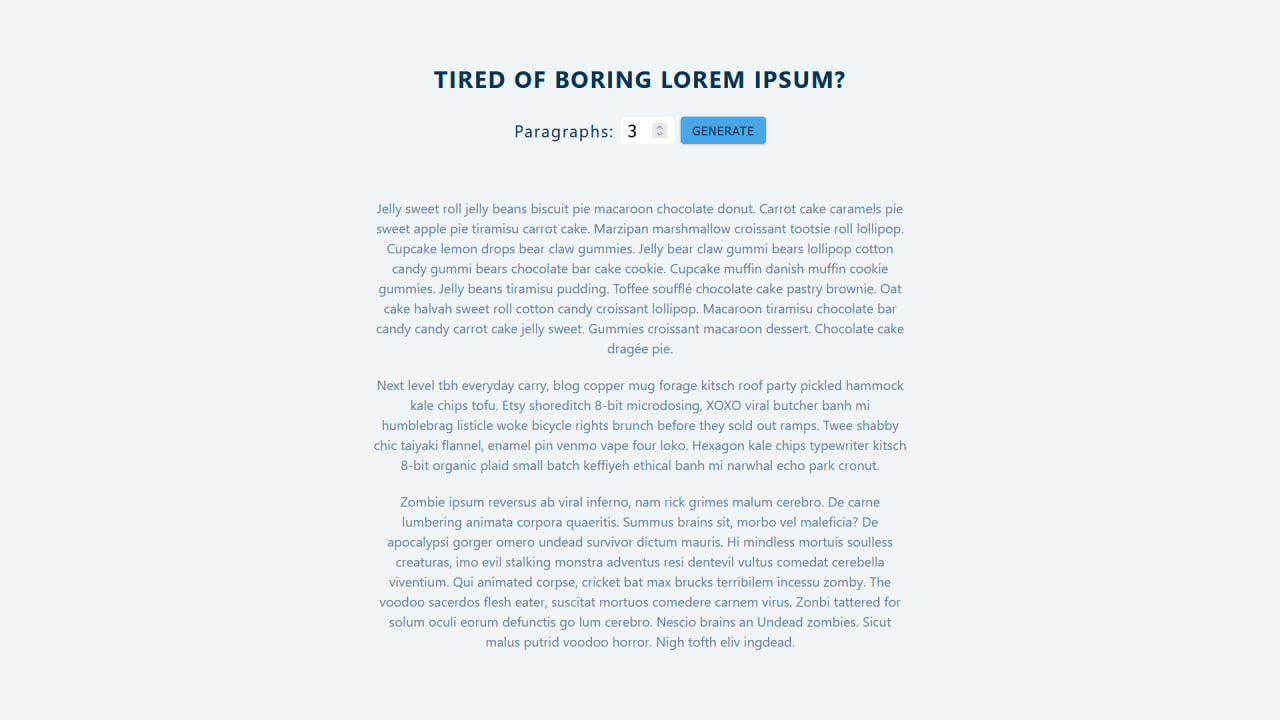 TIRED OF BORING LOREM IPSUM?
Paragraphs: 3 GENERATE
Jelly sweet roll jelly beans biscuit pie macaroon chocolate donut. Carrot cake caramels pie
sweet apple pie tiramisu carrot cake. Marzipan marshmallow croissant tootsie roll lollipop.
Cupcake lemon drops bear claw gummies. Jelly bear claw gummi bears lollipop cotton
candy gummi bears chocolate bar cake cookie. Cupcake muffin danish muffin cookie
gummies. Jelly beans tiramisu pudding. Toffee soufflé chocolate cake pastry brownie. Oat
cake halvah sweet roll cotton candy croissant lollipop. Macaroon tiramisu chocolate bar
candy candy carrot cake jelly sweet. Gummies croissant macaroon dessert. Chocolate cake
dragée pie.
Next level tbh everyday carry, blog copper mug forage kitsch roof party pickled hammock
kale chips tofu. Etsy shoreditch 8-bit microdosing, XOXO viral butcher banh mi
humblebrag listicle woke bicycle rights brunch before they sold out ramps. Twee shabby
chic taiyaki flannel, enamel pin venmo vape four loko. Hexagon kale chips typewriter kitsch
8-bit organic plaid small batch keffiyeh ethical banh mi narwhal echo park cronut.
Zombie ipsum reversus ab viral inferno, nam rick grimes malum cerebro. De carne
lumbering animata corpora quaeritis. Summus brains sit, morbo vel maleficia? De
apocalypsi gorger omero undead survivor dictum mauris. Hi mindless mortuis soulless
creaturas, imo evil stalking monstra adventus resi dentevil vultus comedat cerebella
viventium. Qui animated corpse, cricket bat max brucks terribilem incessu zomby. The
voodoo sacerdos flesh eater, suscitat mortuos comedere carnem virus. Zonbi tattered for
solum oculi eorum defunctis go lum cerebro. Nescio brains an Undead zombies. Sicut
malus putrid voodoo horror. Nigh tofth eliv ingdead.